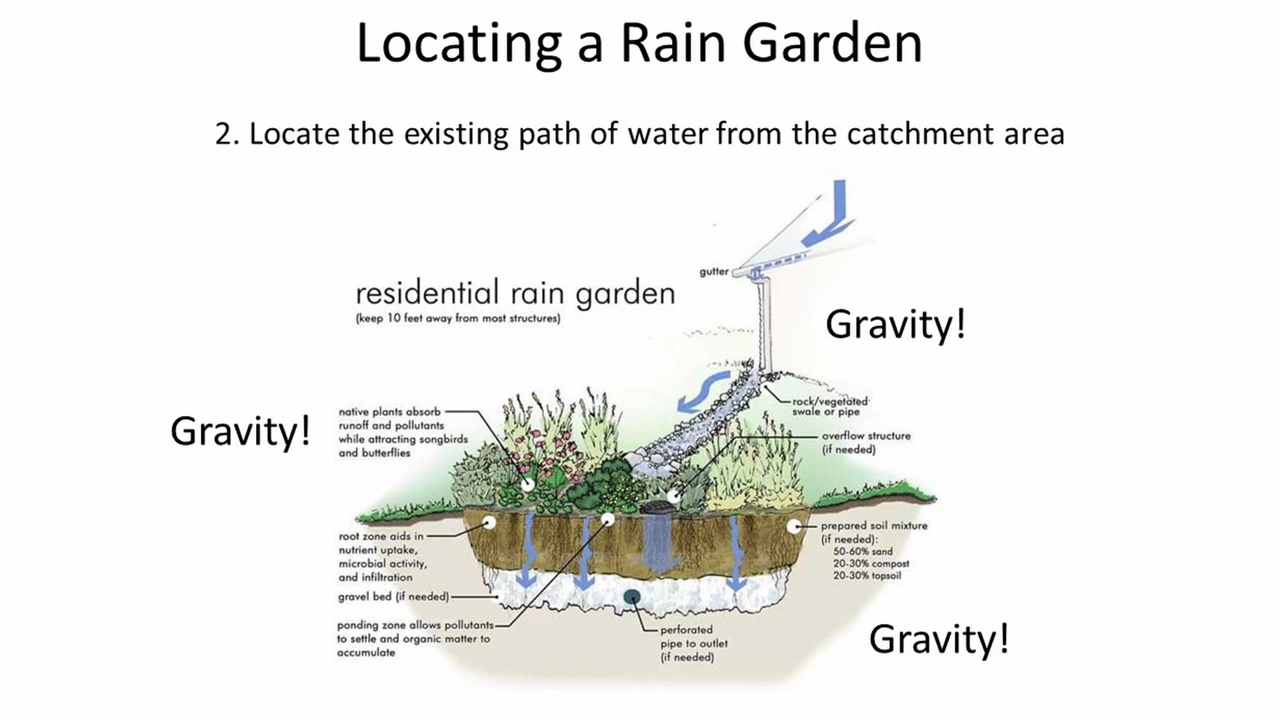 Locating a Rain Garden
2. Locate the existing path of water from the catchment area
gutter
residential rain garden
(keep 10 feet away from most structures)
Gravity!
rock/vegetated
swale or pipe
Gravity!
native plants absorb
runoff and pollutants
while attracting songbirds
and butterflies
overflow structure
(if needed)
root zone aids in
nutrient uptake,
microbial activity,
and infiltration
prepared soil mixture
(if needed):
50-60% sand
20-30% compost
20-30% topsoil
gravel bed (if needed)
ponding zone allows pollutants
to settle and organic matter to
accumulate
perforated
pipe to outlet
(if needed)
Gravity!